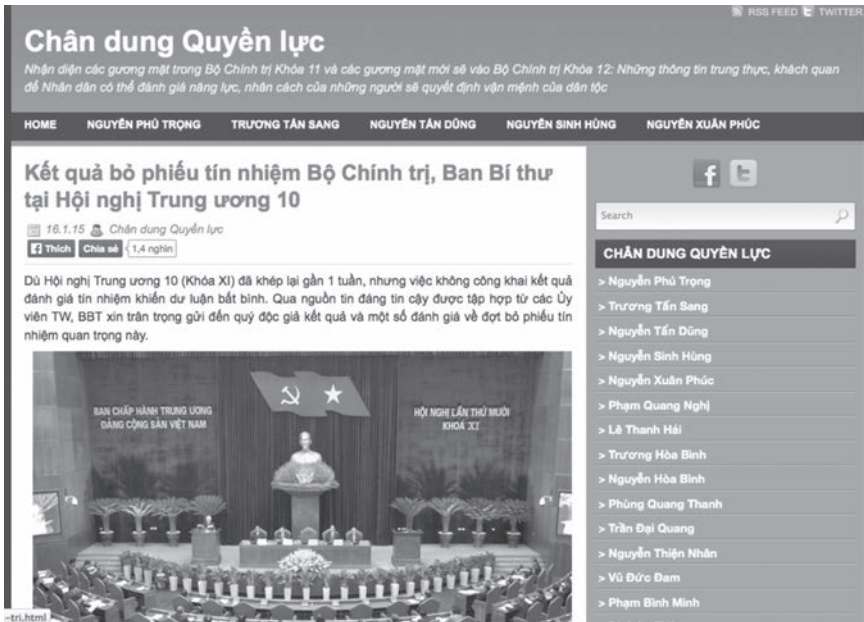 RSS FEED TWITTER
Chân dung Quyền lực
Nhận diện các gương mặt trong Bộ Chính trị Khóa 11 và các gương mặt mới sẽ vào Bộ Chính trị Khóa 12: Những thông tin trung thực, khách quan
để Nhân dân có thể đánh giá năng lực, nhân cách của những người sẽ quyết định vận mệnh của dân tộc
HOME NGUYỄN PHÚ TRỌNG TRƯƠNG TẤN SANG NGUYỄN TẤN DŨNG NGUYỄN SINH HÙNG NGUYỄN XUÂN PHÚC
Kết quả bỏ phiếu tín nhiệm Bộ Chính trị, Ban Bí thư
tại Hội nghị Trung ương 10
16.1.15 Chân dung Quyền lực
Thích Chia sẻ 1,4 nghìn
Dù Hội nghị Trung ương 10 (Khóa XI) đã khép lại gần 1 tuần, nhưng việc không công khai kết quả
đánh giá tín nhiệm khiến dư luận bất bình. Qua nguồn tin đáng tin cậy được tập hợp từ các Ủy
viên TW, BBT xin trân trọng gửi đến quý độc giả kết quả và một số đánh giá về đợt bỏ phiếu tín
nhiệm quan trọng này.
BAN CHẤP HÀNH TRUNG ƯƠNG
ĐẢNG CỘNG SẢN VIỆT NAM
HỘI NGHỊ LẦN THỨ MƯỜI
KHOÁ XI
-tri.html
Search
CHÂN DUNG QUYỀN LỰC
> Nguyễn Phú Trọng
> Trương Tấn Sang
> Nguyễn Tấn Dũng
> Nguyễn Sinh Hùng
> Nguyễn Xuân Phúc
> Phạm Quang Nghị
> Lê Thanh Hải
> Trương Hòa Bình
> Nguyễn Hòa Bình
> Phùng Quang Thanh
> Trần Đại Quang
> Nguyễn Thiện Nhân
> Vũ Đức Đam
> Phạm Bình Minh